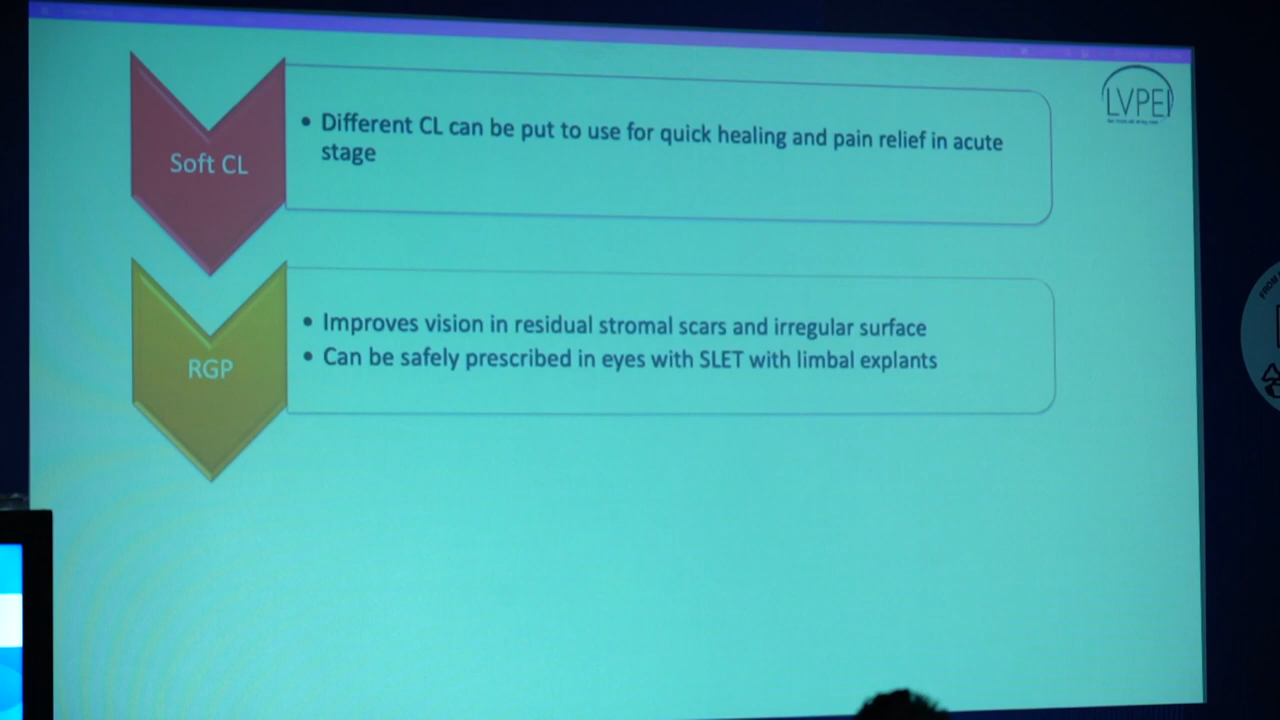 LVPEI
Soft CL
• Different CL can be put to use for quick healing and pain relief in acute
stage
RGP
• Improves vision in residual stromal scars and irregular surface
• Can be safely prescribed in eyes with SLET with limbal explants
FROM